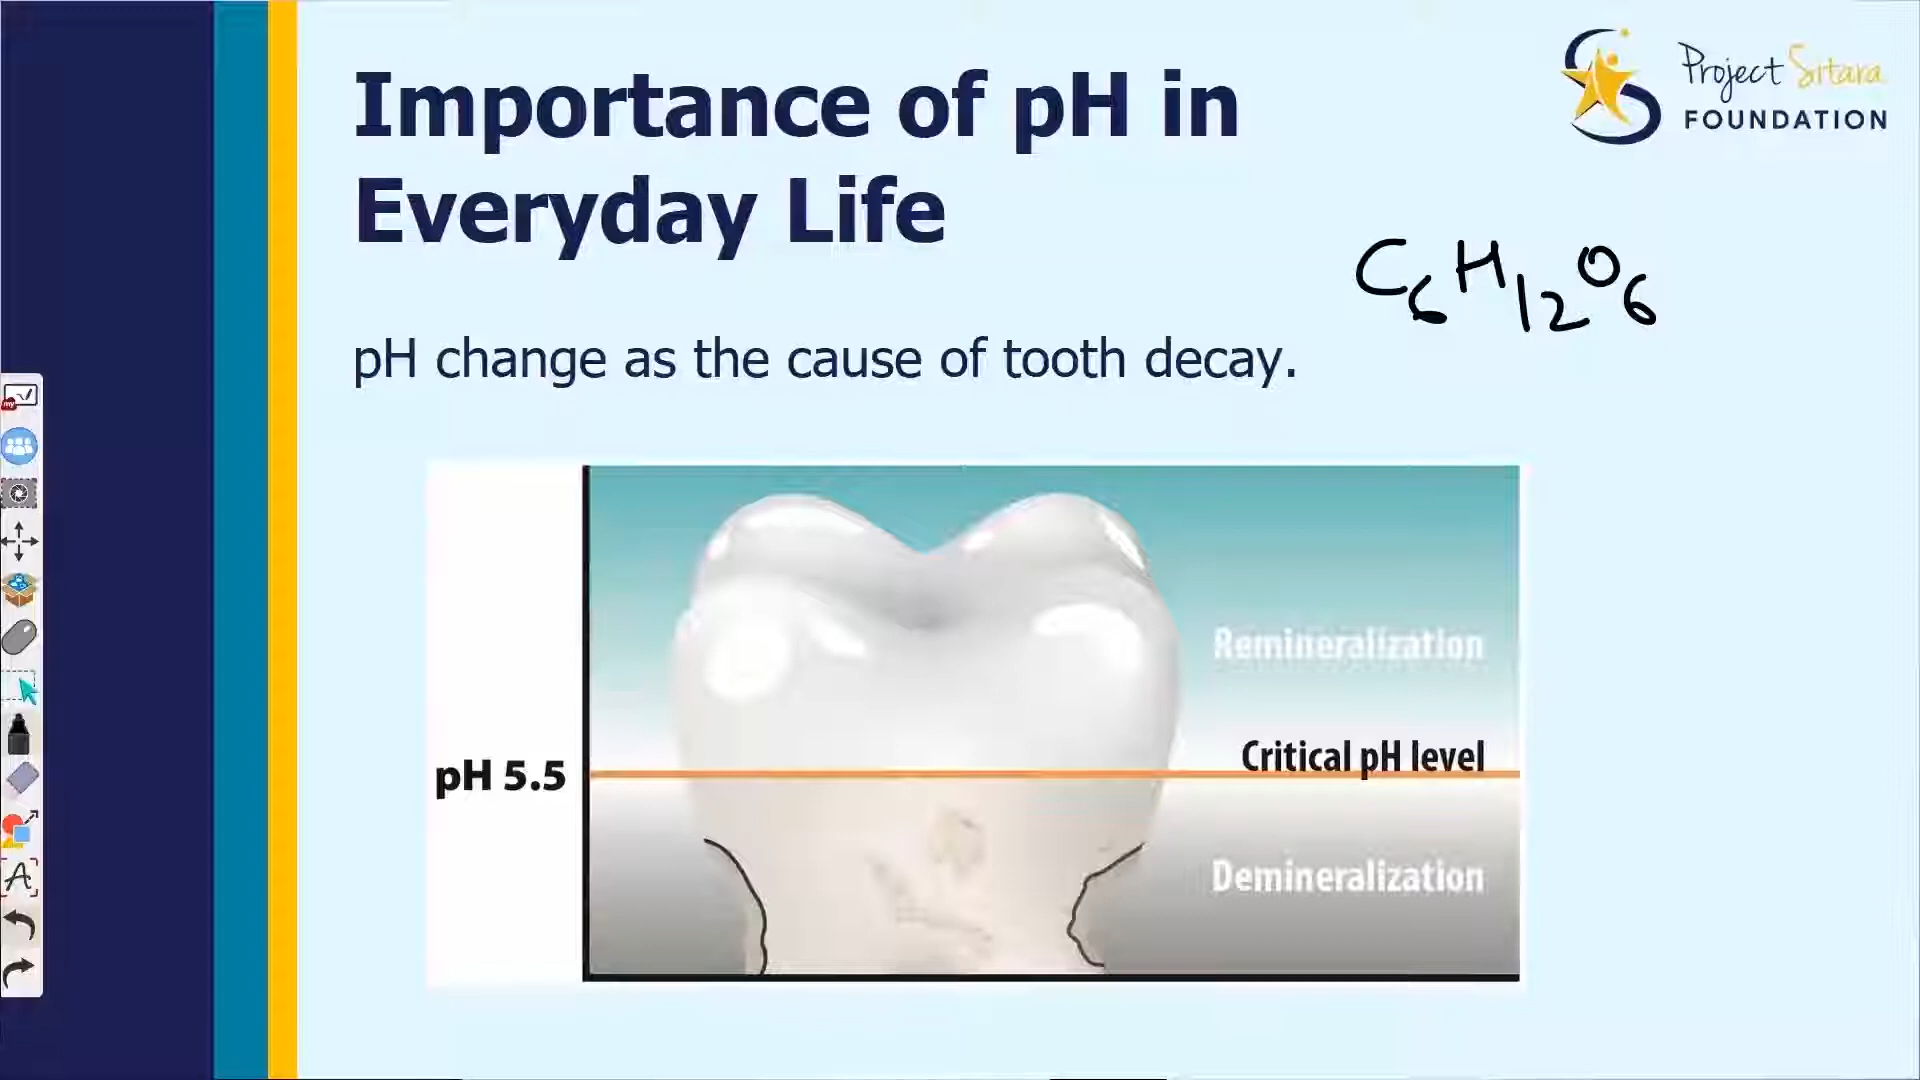 Importance of pH in
Everyday Life
Project Sitara
FOUNDATION
C₆H₁₂O₆
pH change as the cause of tooth decay.
Remineralization
Critical pH level
pH 5.5
Demineralization
my
A